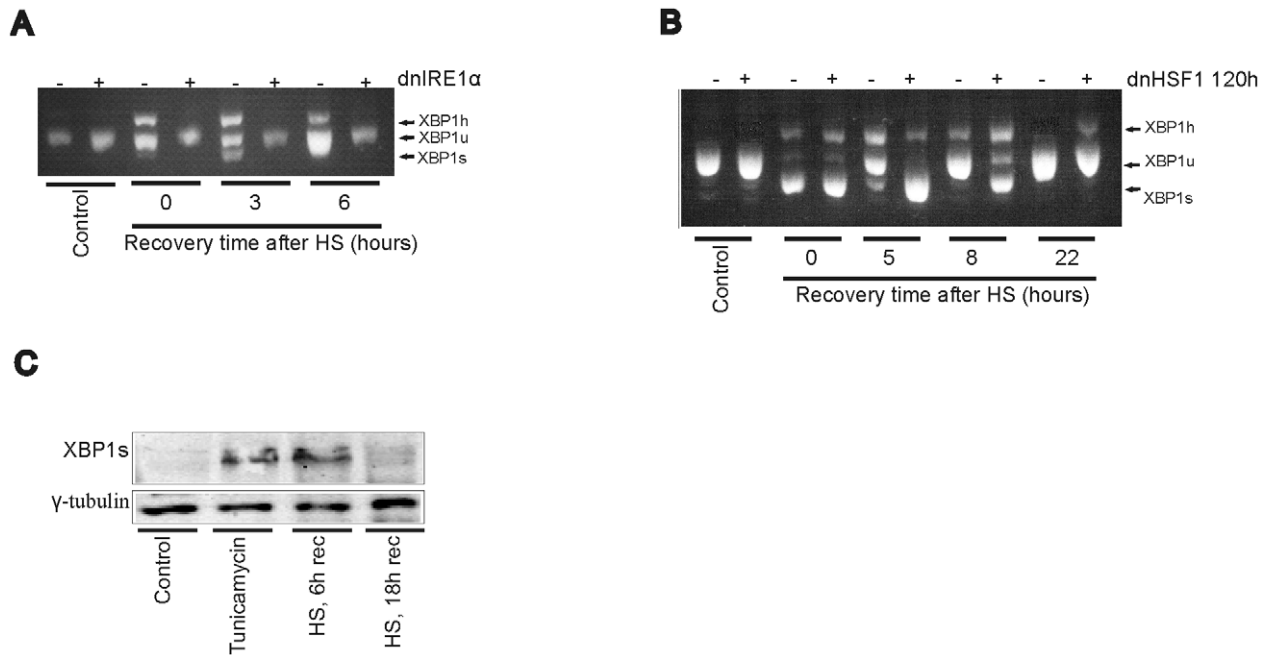 A
- + - + - + - + dnIRE1α
XBP1h
XBP1u
XBP1s
Control
0 3 6
Recovery time after HS (hours)
B
- + - + - + - + - + dnHSF1 120h
XBP1h
XBP1u
XBP1s
Control
0 5 8 22
Recovery time after HS (hours)
C
XBP1s
γ-tubulin
Control
Tunicamycin
HS, 6h rec
HS, 18h rec